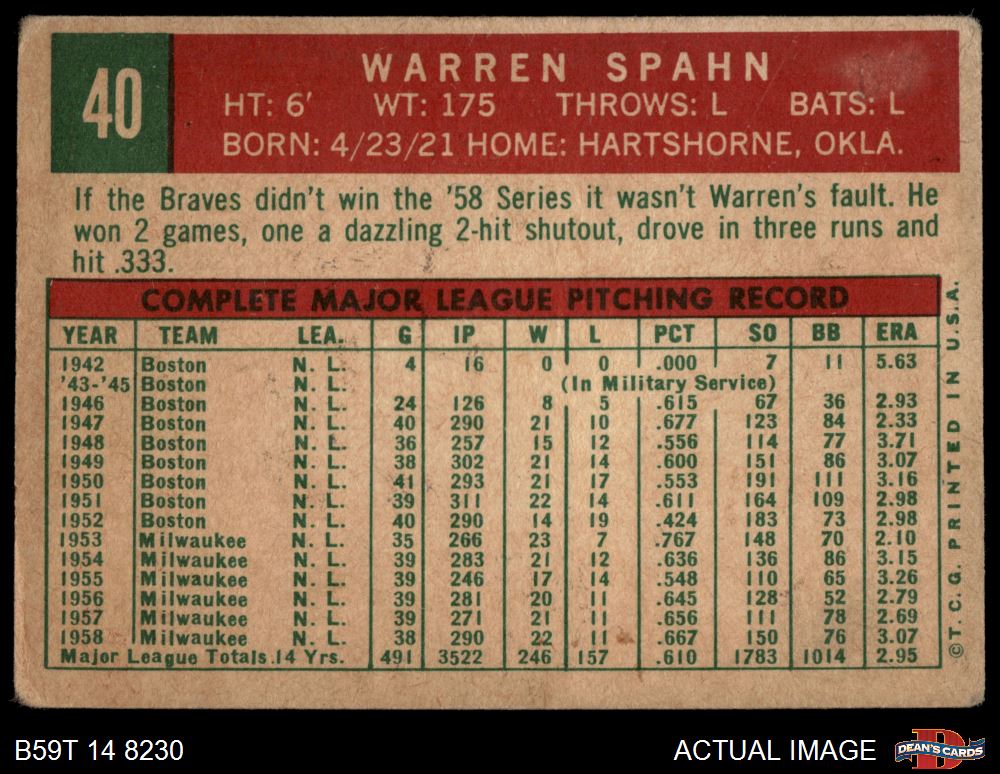 40
WARREN SPAHN
HT: 6' WT: 175 THROWS: L BATS: L
BORN: 4/23/21 HOME: HARTSHORNE, OKLA.
If the Braves didn't win the '58 Series it wasn't Warren's fault. He
won 2 games, one a dazzling 2-hit shutout, drove in three runs and
hit .333.
COMPLETE MAJOR LEAGUE PITCHING RECORD
YEAR TEAM LEA. G IP W L PCT SO BB ERA
1942 Boston N. L. 4 16 0 0 .000 7 11 5.63
'43-'45 Boston N. L. (In Military Service)
1946 Boston N. L. 24 126 8 5 .615 67 36 2.93
1947 Boston N. L. 40 290 21 10 .677 123 84 2.33
1948 Boston N. L. 36 257 15 12 .556 114 77 3.71
1949 Boston N. L. 38 302 21 14 .600 151 86 3.07
1950 Boston N. L. 41 293 21 17 .553 191 111 3.16
1951 Boston N. L. 39 311 22 14 .611 164 109 2.98
1952 Boston N. L. 40 290 14 19 .424 183 73 2.98
1953 Milwaukee N. L. 35 266 23 7 .767 148 70 2.10
1954 Milwaukee N. L. 39 283 21 12 .636 136 86 3.15
1955 Milwaukee N. L. 39 246 17 14 .548 110 65 3.26
1956 Milwaukee N. L. 39 281 20 11 .645 128 52 2.79
1957 Milwaukee N. L. 39 271 21 11 .656 111 78 2.69
1958 Milwaukee N. L. 38 290 22 11 .667 150 76 3.07
Major League Totals 14 Yrs. 491 3522 246 157 .610 1783 1014 2.95
©T. C. G. PRINTED IN U.S.A.
B59T 14 8230
ACTUAL IMAGE
DEAN'S CARDS